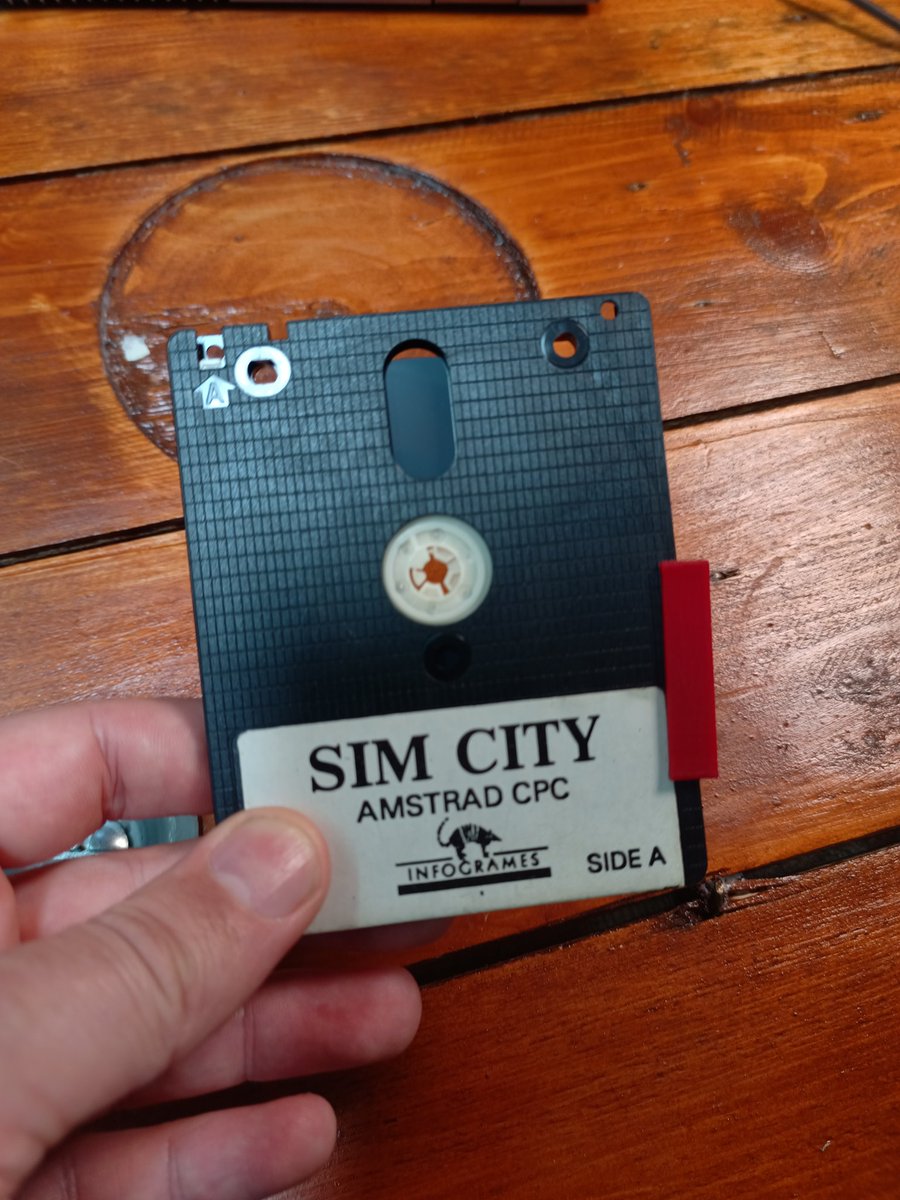 A
SIM CITY
AMSTRAD CPC
INFOGRAMES
SIDE A